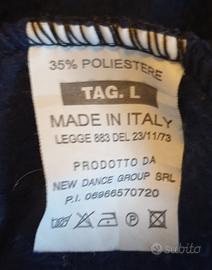 35% POLIESTERE
TAG. L
MADE IN ITALY
LEGGE 883 DEL 23/11/73
PRODOTTO DA
NEW DANCE GROUP SRL
P.I. 06966570720
subito